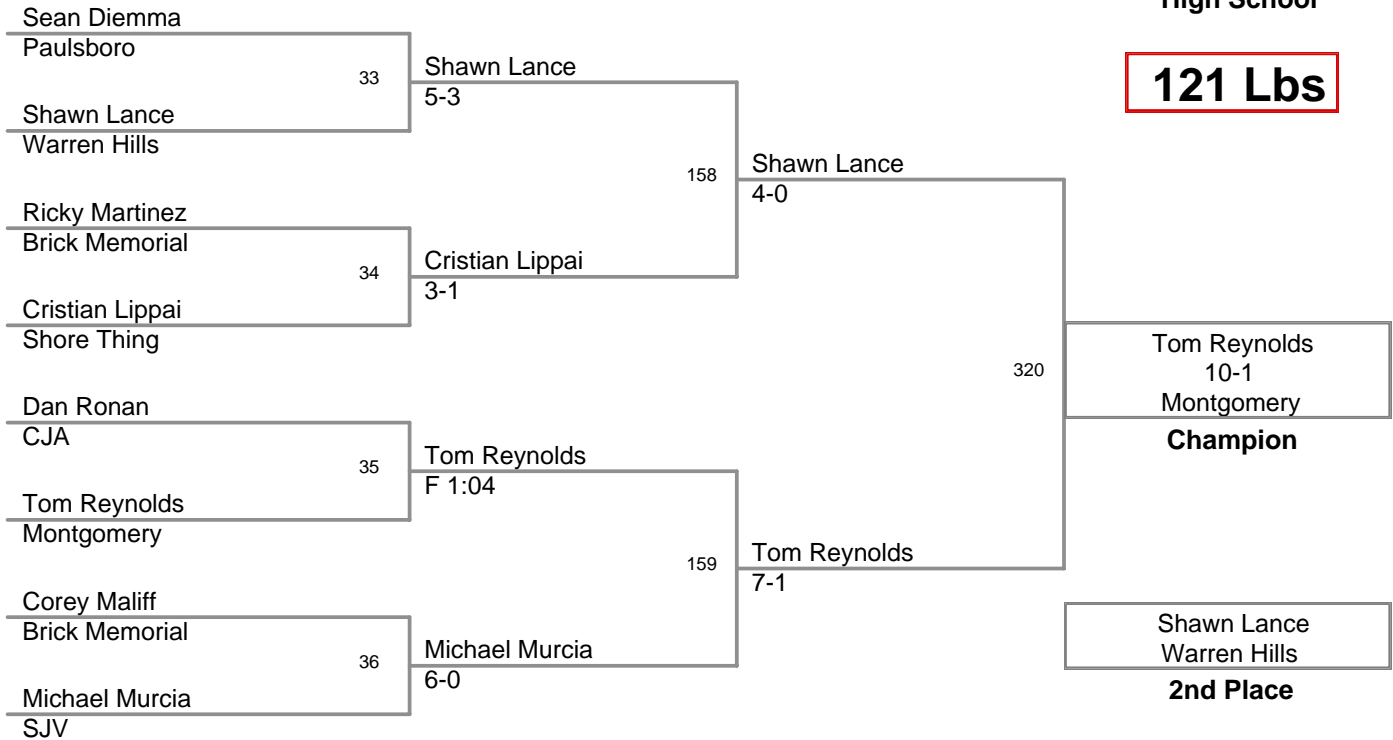 High School
121 Lbs
Sean Diemma
Paulsboro
33
Shawn Lance
Warren Hills
Shawn Lance
5-3
Ricky Martinez
Brick Memorial
34
Cristian Lippai
Shore Thing
Cristian Lippai
3-1
158
Shawn Lance
4-0
Dan Ronan
CJA
35
Tom Reynolds
Montgomery
Tom Reynolds
F 1:04
Corey Maliff
Brick Memorial
36
Michael Murcia
SJV
Michael Murcia
6-0
159
Tom Reynolds
7-1
320
Tom Reynolds
10-1
Montgomery
Champion
Shawn Lance
Warren Hills
2nd Place